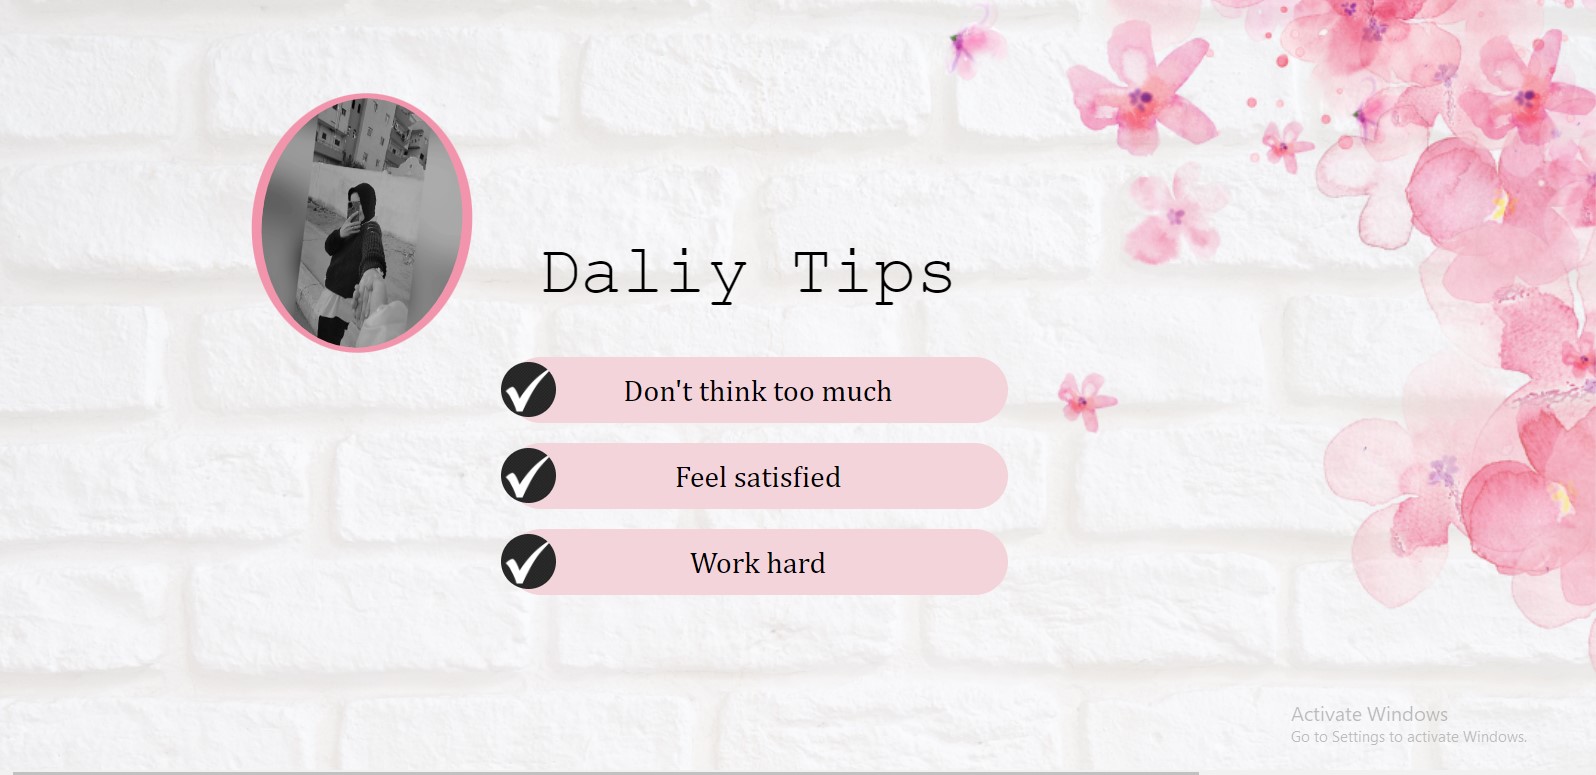 Daliy Tips
Don't think too much
Feel satisfied
Work hard
Activate Windows
Go to Settings to activate Windows.